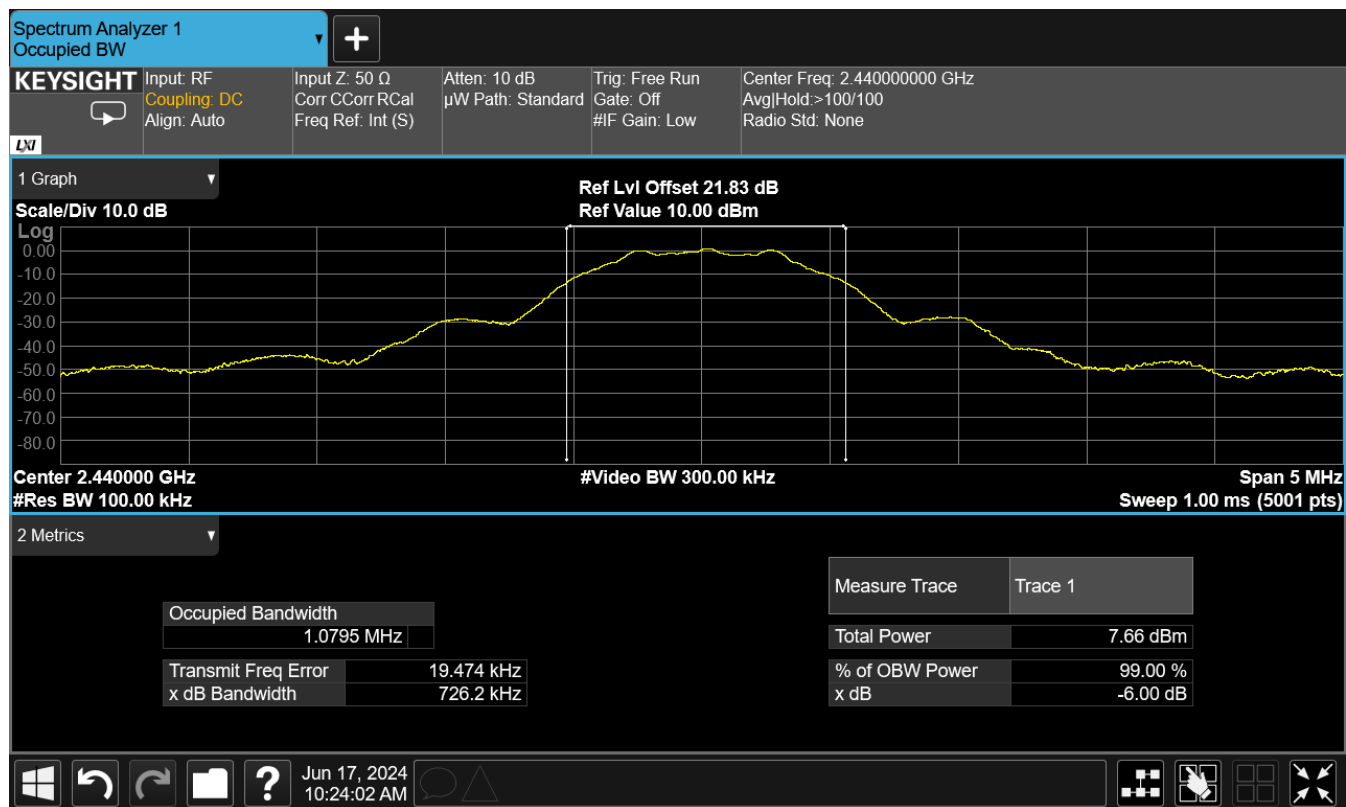 Spectrum Analyzer 1
Occupied BW
KEYSIGHT
LXI
Input: RF
Coupling: DC
Align: Auto
Input Z: 50 Ω
Corr CCorr RCal
Freq Ref: Int (S)
Atten: 10 dB
µW Path: Standard
Trig: Free Run
Gate: Off
#IF Gain: Low
Center Freq: 2.440000000 GHz
Avg|Hold:>100/100
Radio Std: None
1 Graph
Scale/Div 10.0 dB
Ref Lvl Offset 21.83 dB
Ref Value 10.00 dBm
Log
0.00
-10.0
-20.0
-30.0
-40.0
-50.0
-60.0
-70.0
-80.0
Center 2.440000 GHz
#Video BW 300.00 kHz
Span 5 MHz
#Res BW 100.00 kHz
Sweep 1.00 ms (5001 pts)
2 Metrics
Occupied Bandwidth
1.0795 MHz
Transmit Freq Error 19.474 kHz
x dB Bandwidth 726.2 kHz
Measure Trace Trace 1
Total Power 7.66 dBm
% of OBW Power 99.00 %
x dB -6.00 dB
?
Jun 17, 2024
10:24:02 AM